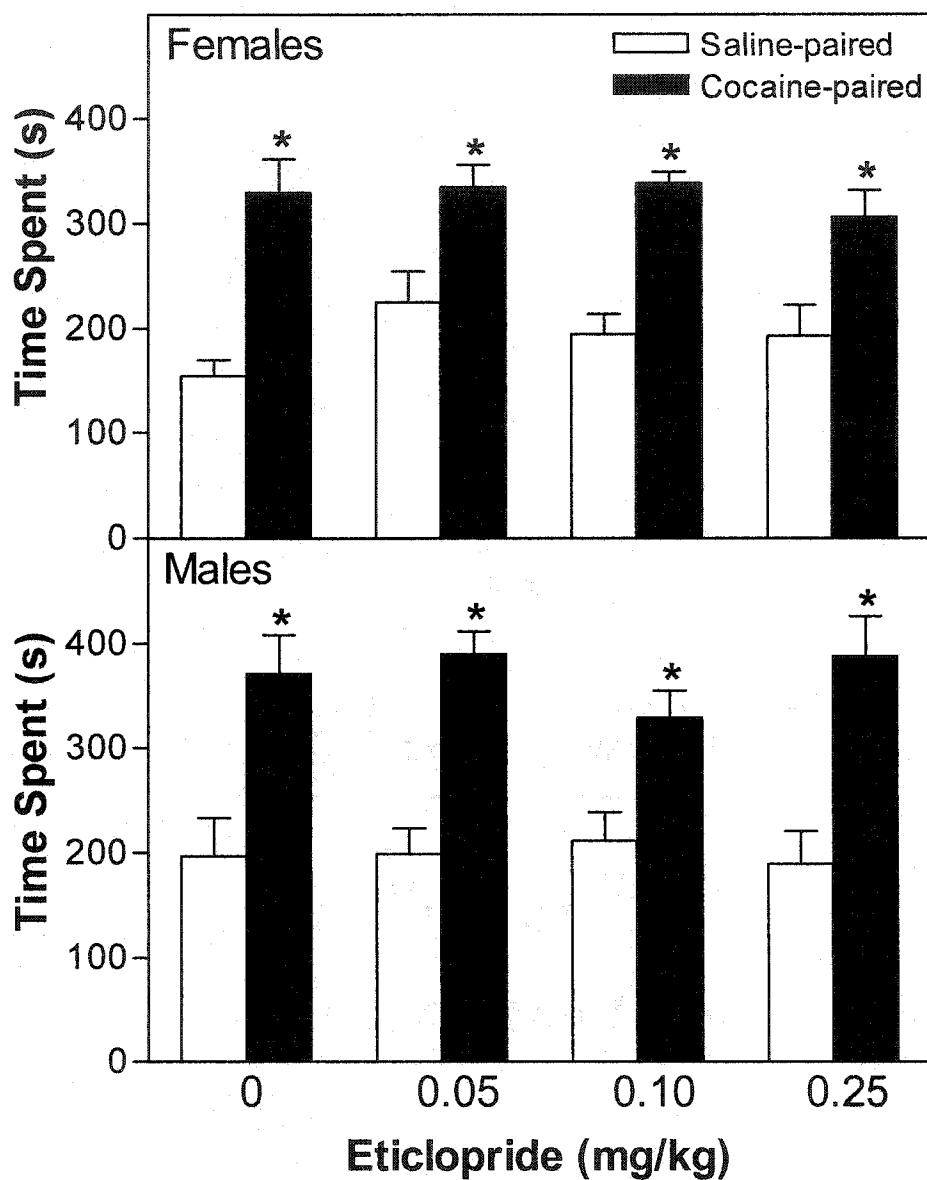 Females
Saline-paired
Cocaine-paired
Time Spent (s)
400
300
200
100
0
* * * *
Males
Time Spent (s)
400
300
200
100
0
* * * *
0 0.05 0.10 0.25
Eticlopride (mg/kg)